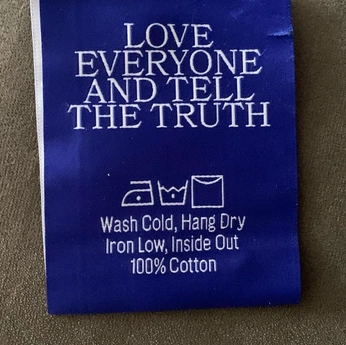 LOVE
EVERYONE
AND TELL
THE TRUTH
Wash Cold, Hang Dry
Iron Low, Inside Out
100% Cotton